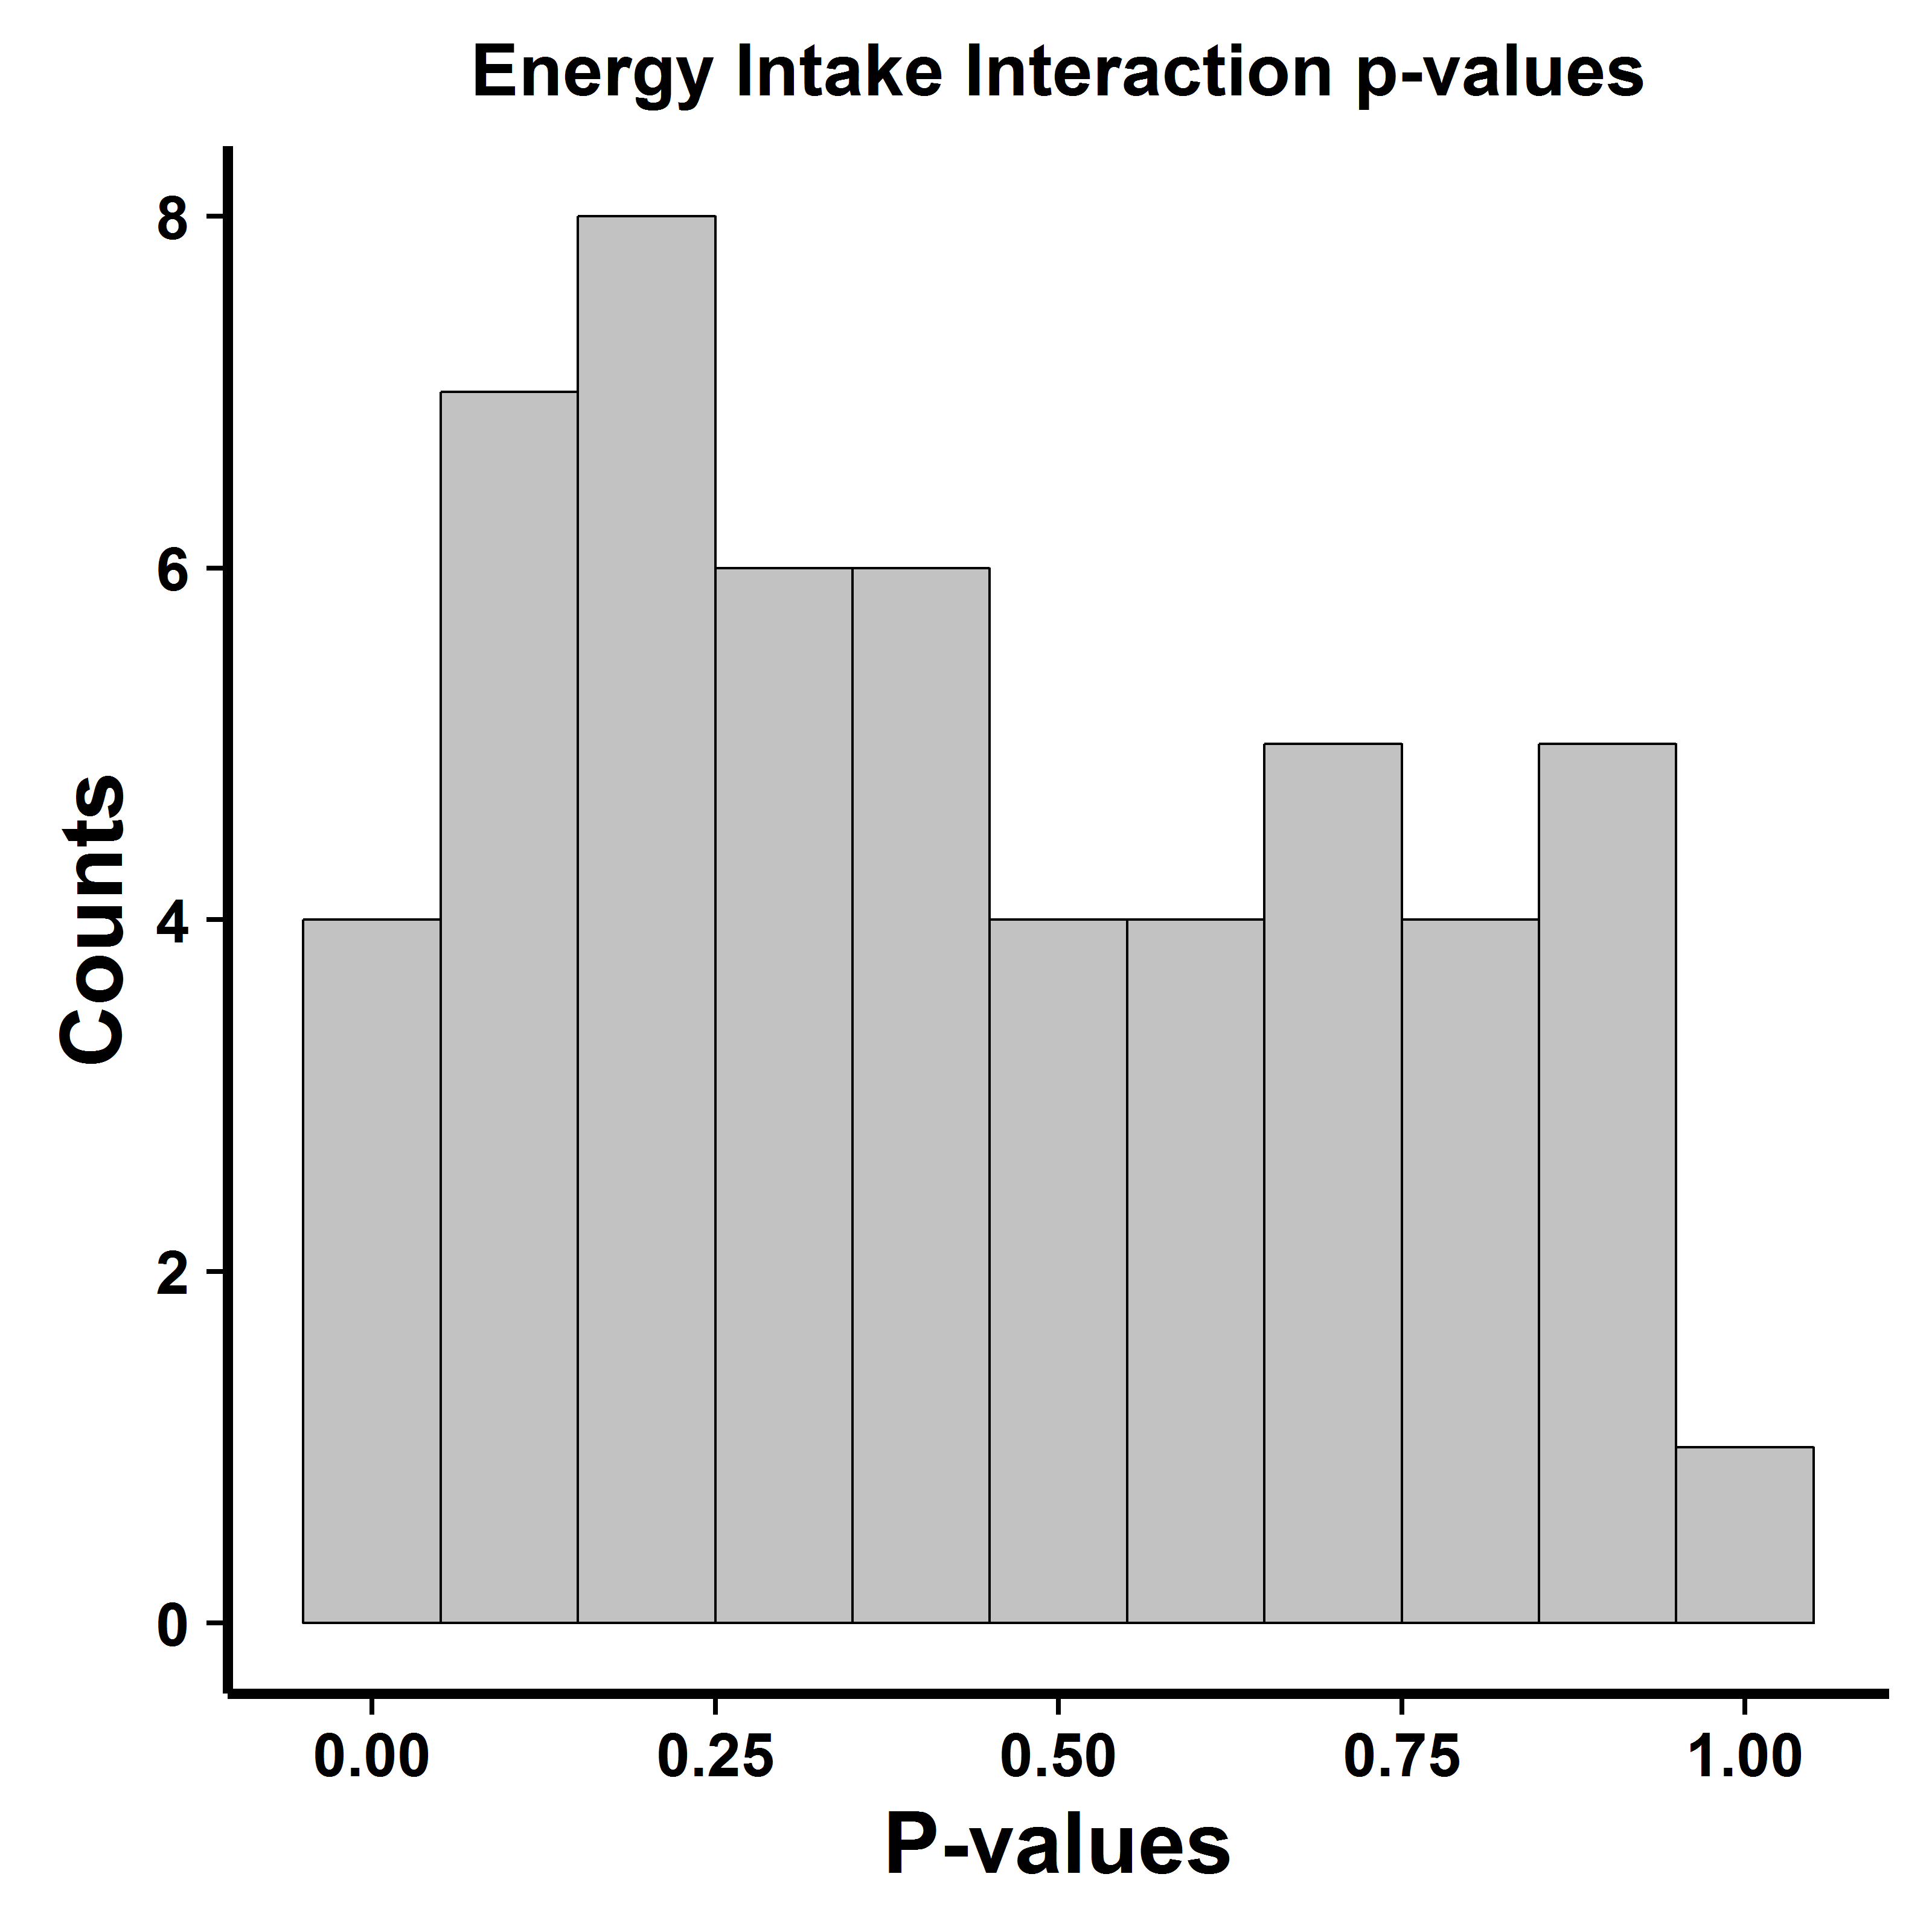 Energy Intake Interaction p-values
8
6
4
2
0
Counts
0.00 0.25 0.50 0.75 1.00
P-values